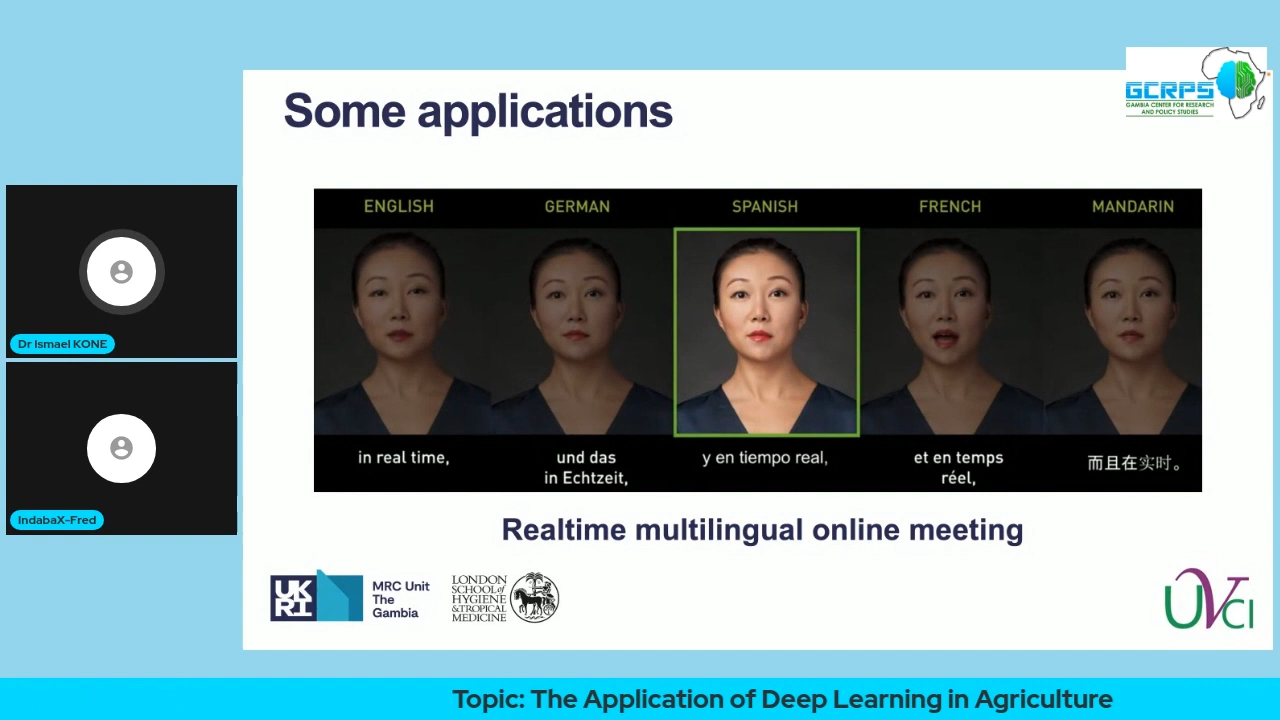 Some applications
GCRPS
GAMBIA CENTER FOR RESEARCH
AND POLICY STUDIES
ENGLISH
GERMAN
SPANISH
FRENCH
MANDARIN
in real time,
und das
in Echtzeit,
y en tiempo real,
et en temps
réel,
而且在实时。
Realtime multilingual online meeting
Dr Ismael KONE
IndabaX-Fred
UK
RI
MRC Unit
The
Gambia
LONDON
SCHOOL of
HYGIENE
& TROPICAL
MEDICINE
UVCI
Topic: The Application of Deep Learning in Agriculture